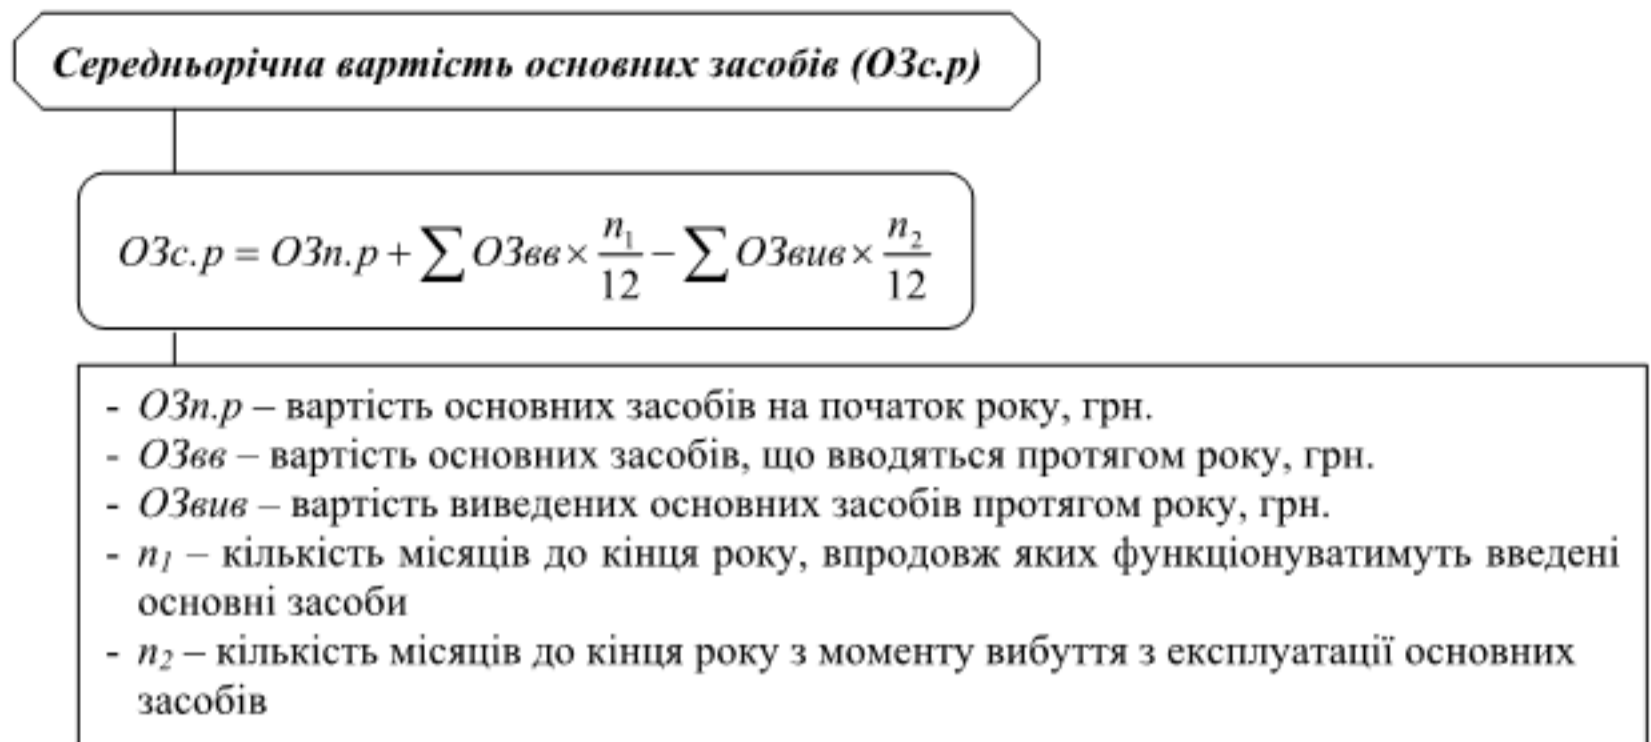 Середньорічна вартість основних засобів (ОЗс.р)
ОЗс.р = ОЗп.р + ∑ ОЗвв × n₁/12 − ∑ ОЗвив × n₂/12
- ОЗп.р – вартість основних засобів на початок року, грн.
- ОЗвв – вартість основних засобів, що вводяться протягом року, грн.
- ОЗвив – вартість виведених основних засобів протягом року, грн.
- n₁ – кількість місяців до кінця року, впродовж яких функціонуватимуть введені
основні засоби
- n₂ – кількість місяців до кінця року з моменту вибуття з експлуатації основних
засобів